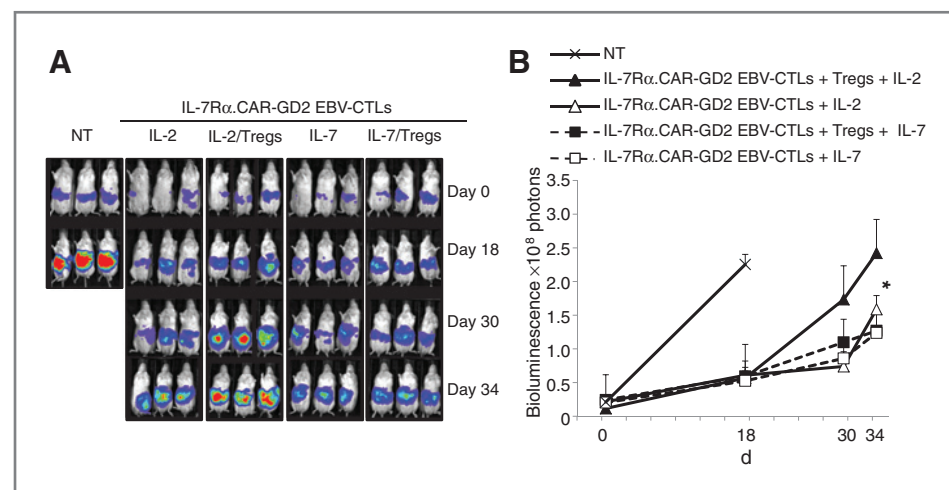 A
IL-7Rα.CAR-GD2 EBV-CTLs
NT IL-2 IL-2/Tregs IL-7 IL-7/Tregs
Day 0
Day 18
Day 30
Day 34
B
NT
IL-7Rα.CAR-GD2 EBV-CTLs + Tregs + IL-2
IL-7Rα.CAR-GD2 EBV-CTLs + IL-2
IL-7Rα.CAR-GD2 EBV-CTLs + Tregs + IL-7
IL-7Rα.CAR-GD2 EBV-CTLs + IL-7
Bioluminescence ×10⁸ photons
3.5
3.0
2.5
2.0
1.5
1.0
0.5
0
*
0 18 30 34
d